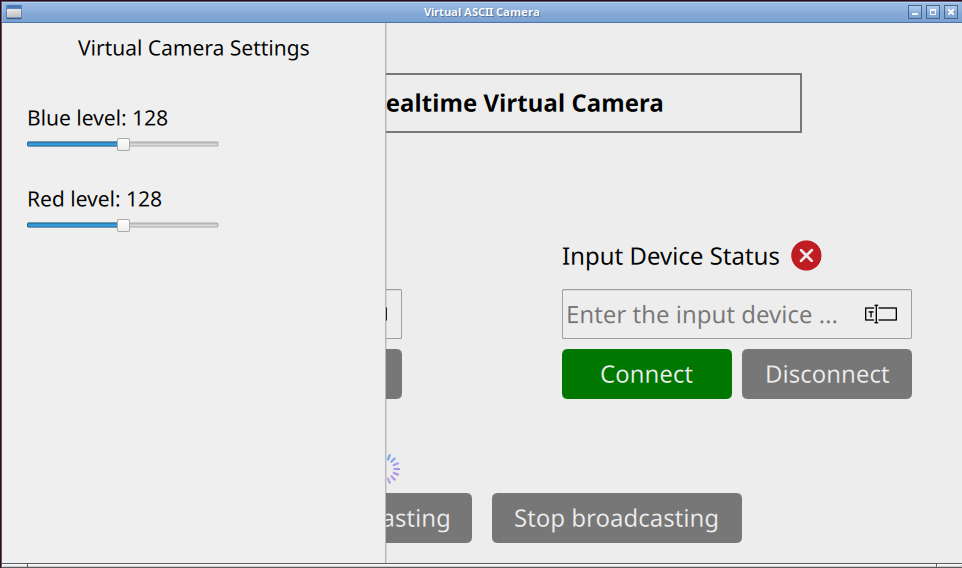 Virtual ASCII Camera
Virtual Camera Settings
ealtime Virtual Camera
Blue level: 128
Red level: 128
Input Device Status
Enter the input device ...
Connect
Disconnect
asting
Stop broadcasting